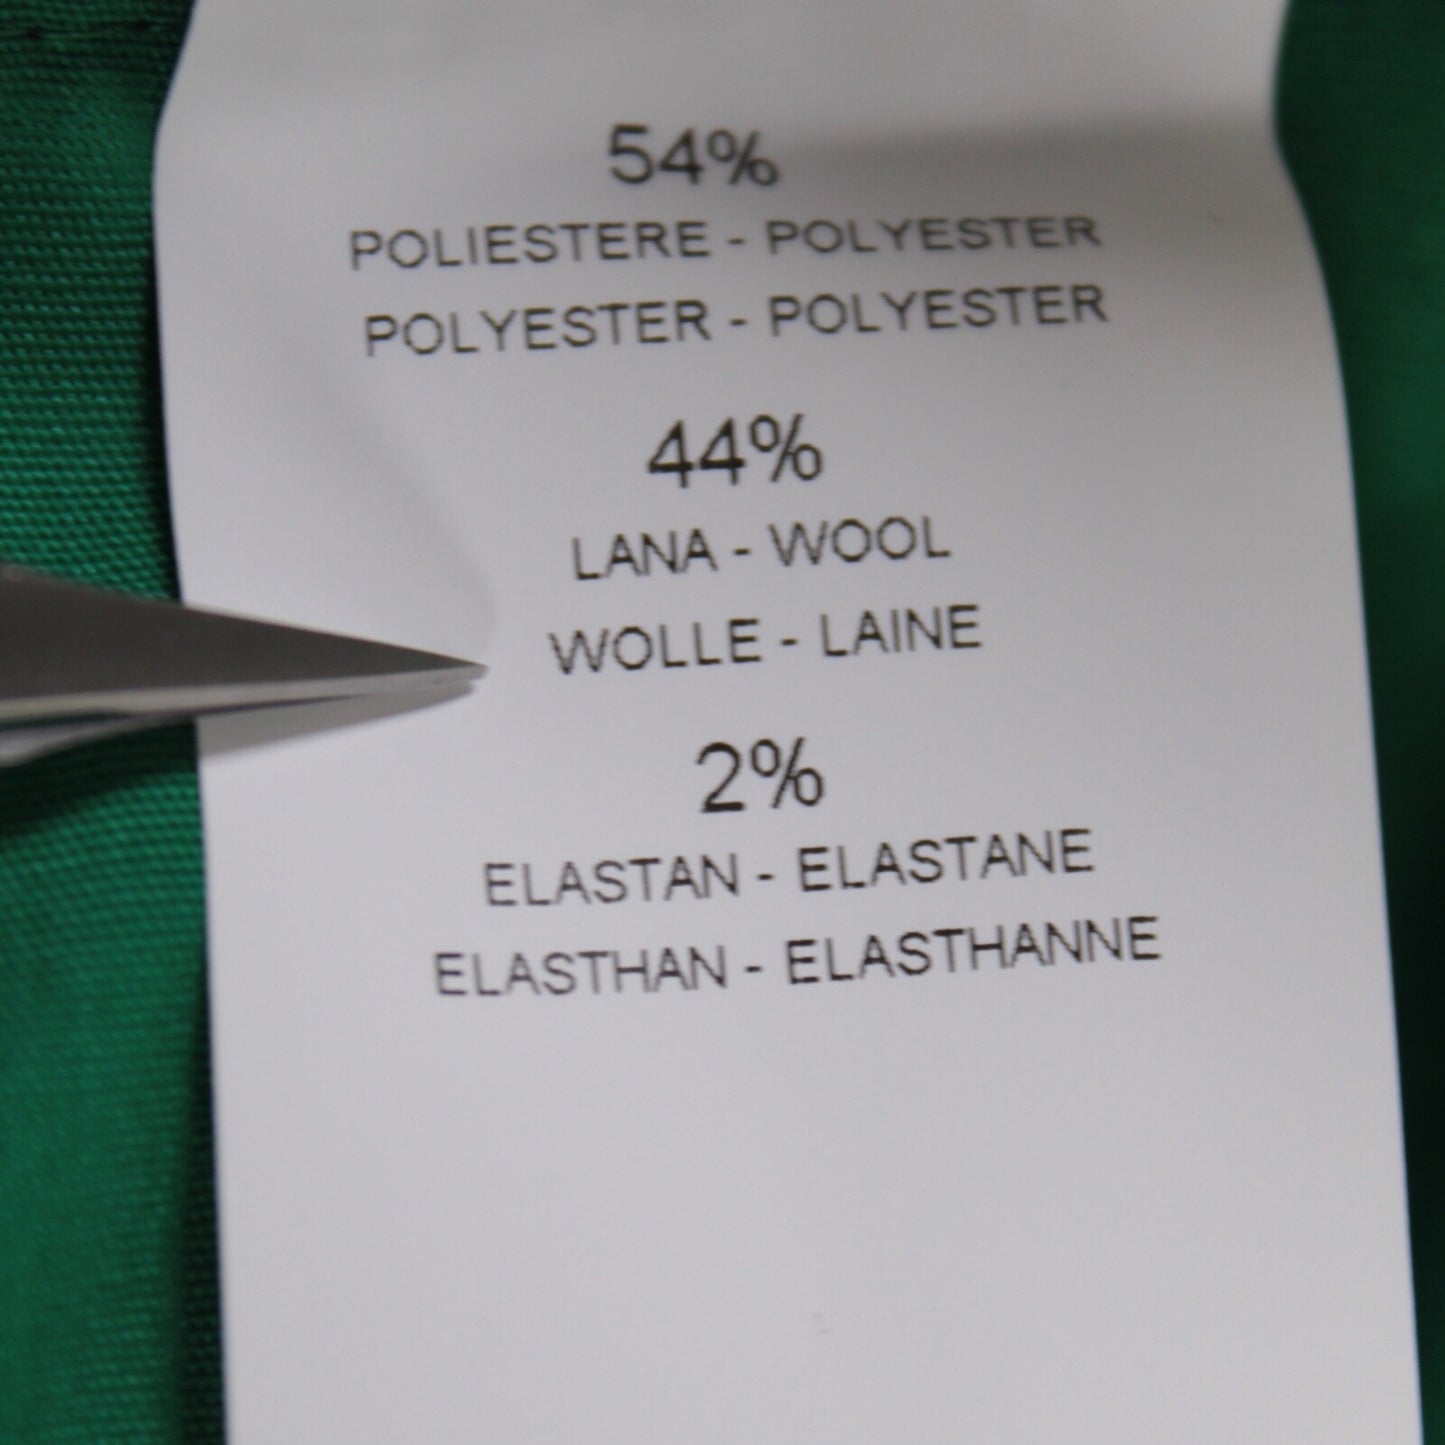 54%
POLIESTERE - POLYESTER
POLYESTER - POLYESTER
44%
LANA - WOOL
WOLLE - LAINE
2%
ELASTAN - ELASTANE
ELASTHAN - ELASTHANNE